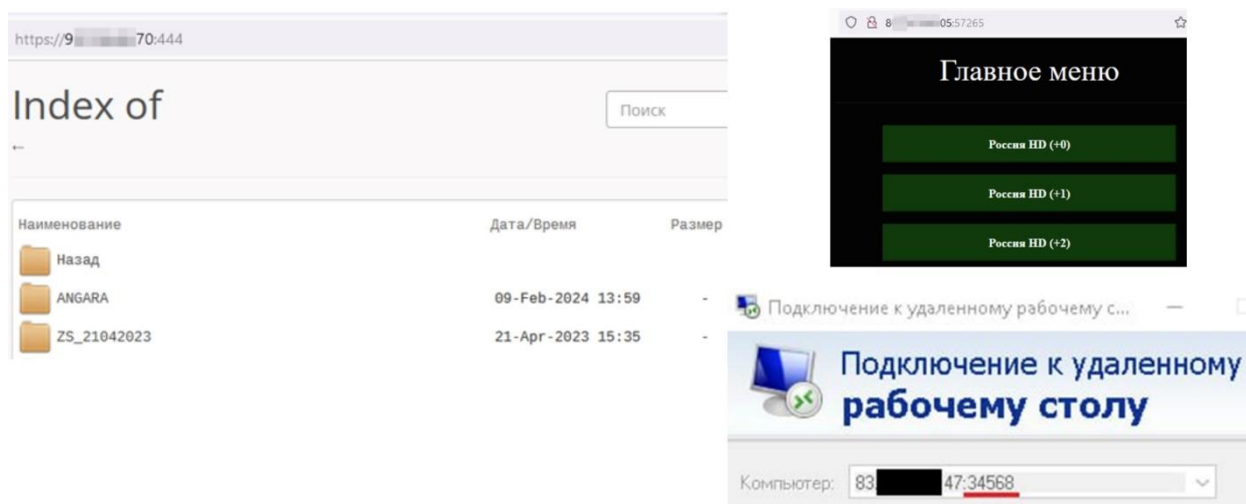 https://9 70:444
Index of
Поиск
←
Наименование Дата/Время Размер
Назад
ANGARA 09-Feb-2024 13:59 -
ZS_21042023 21-Apr-2023 15:35 -
8 05:57265
Главное меню
Россия HD (+0)
Россия HD (+1)
Россия HD (+2)
Подключение к удаленному рабочему с...
Подключение к удаленному
рабочему столу
Компьютер: 83. 47:34568